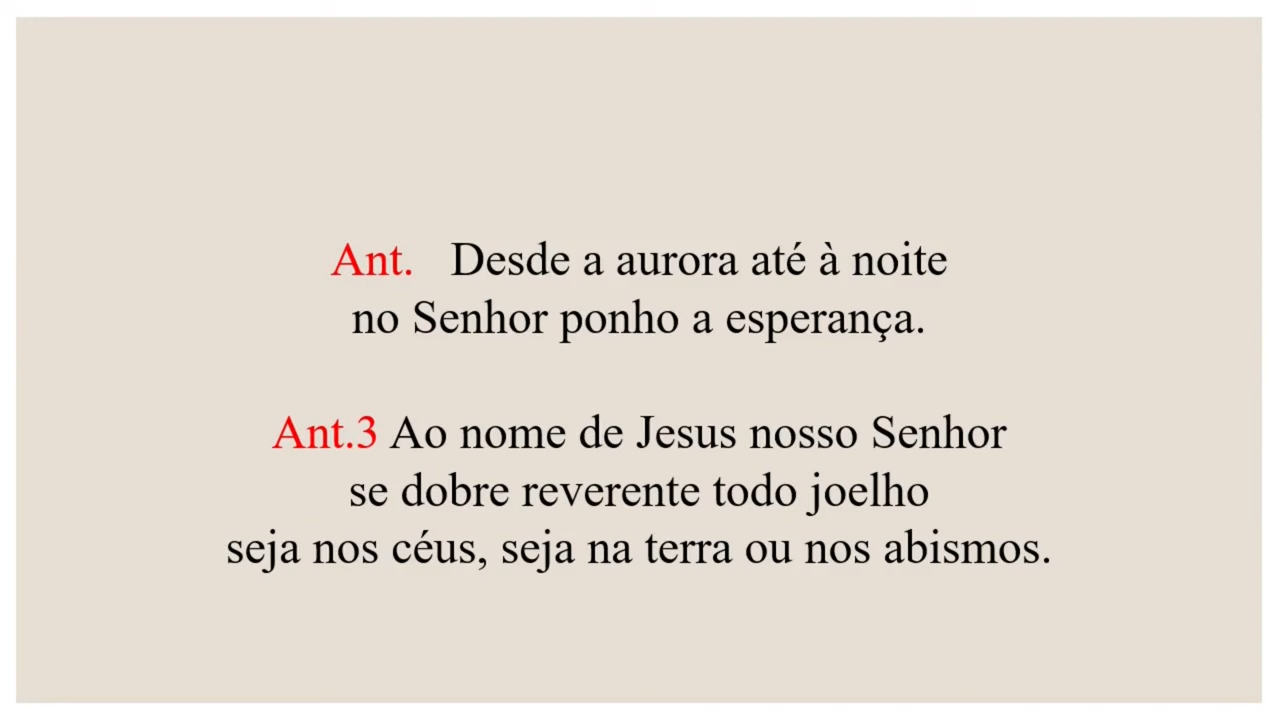 Ant. Desde a aurora até à noite
no Senhor ponho a esperança.
Ant.3 Ao nome de Jesus nosso Senhor
se dobre reverente todo joelho
seja nos céus, seja na terra ou nos abismos.